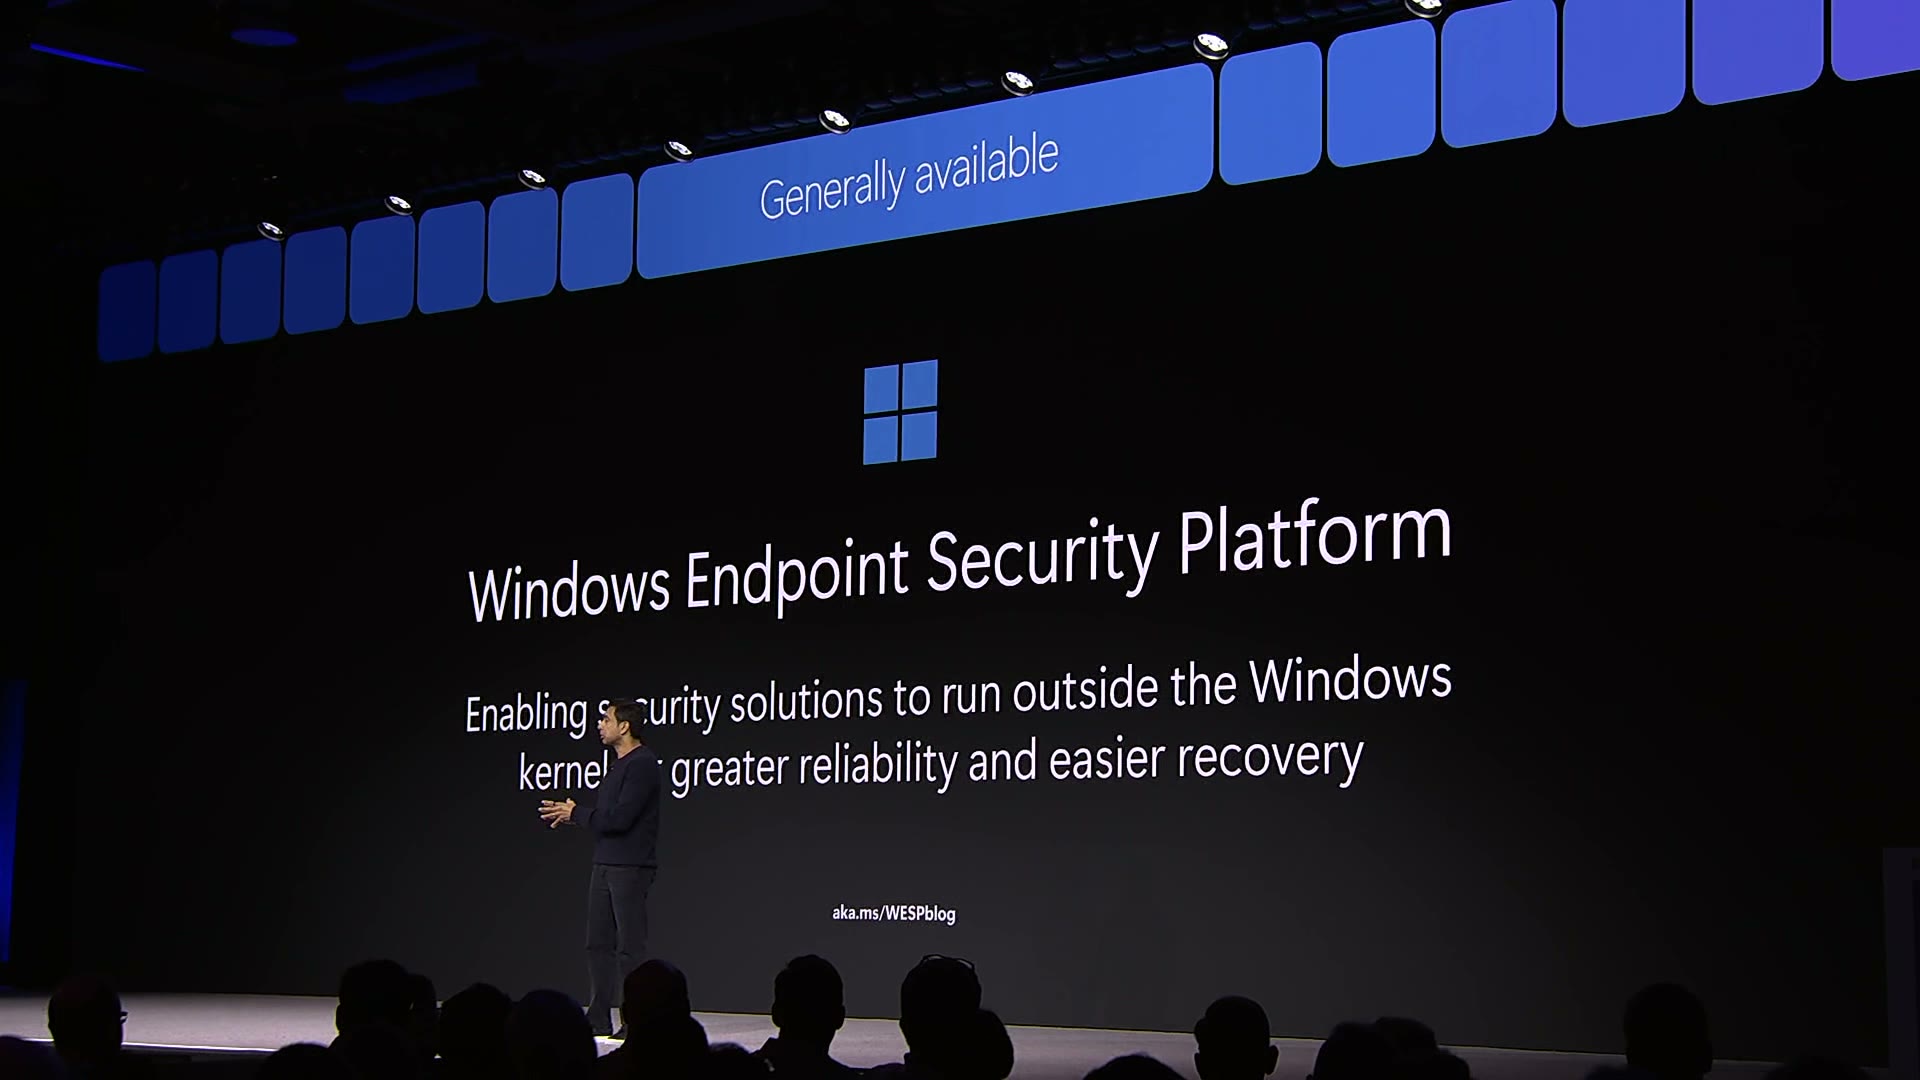 Generally available
Windows Endpoint Security Platform
Enabling security solutions to run outside the Windows
kernel greater reliability and easier recovery
aka.ms/WESPblog